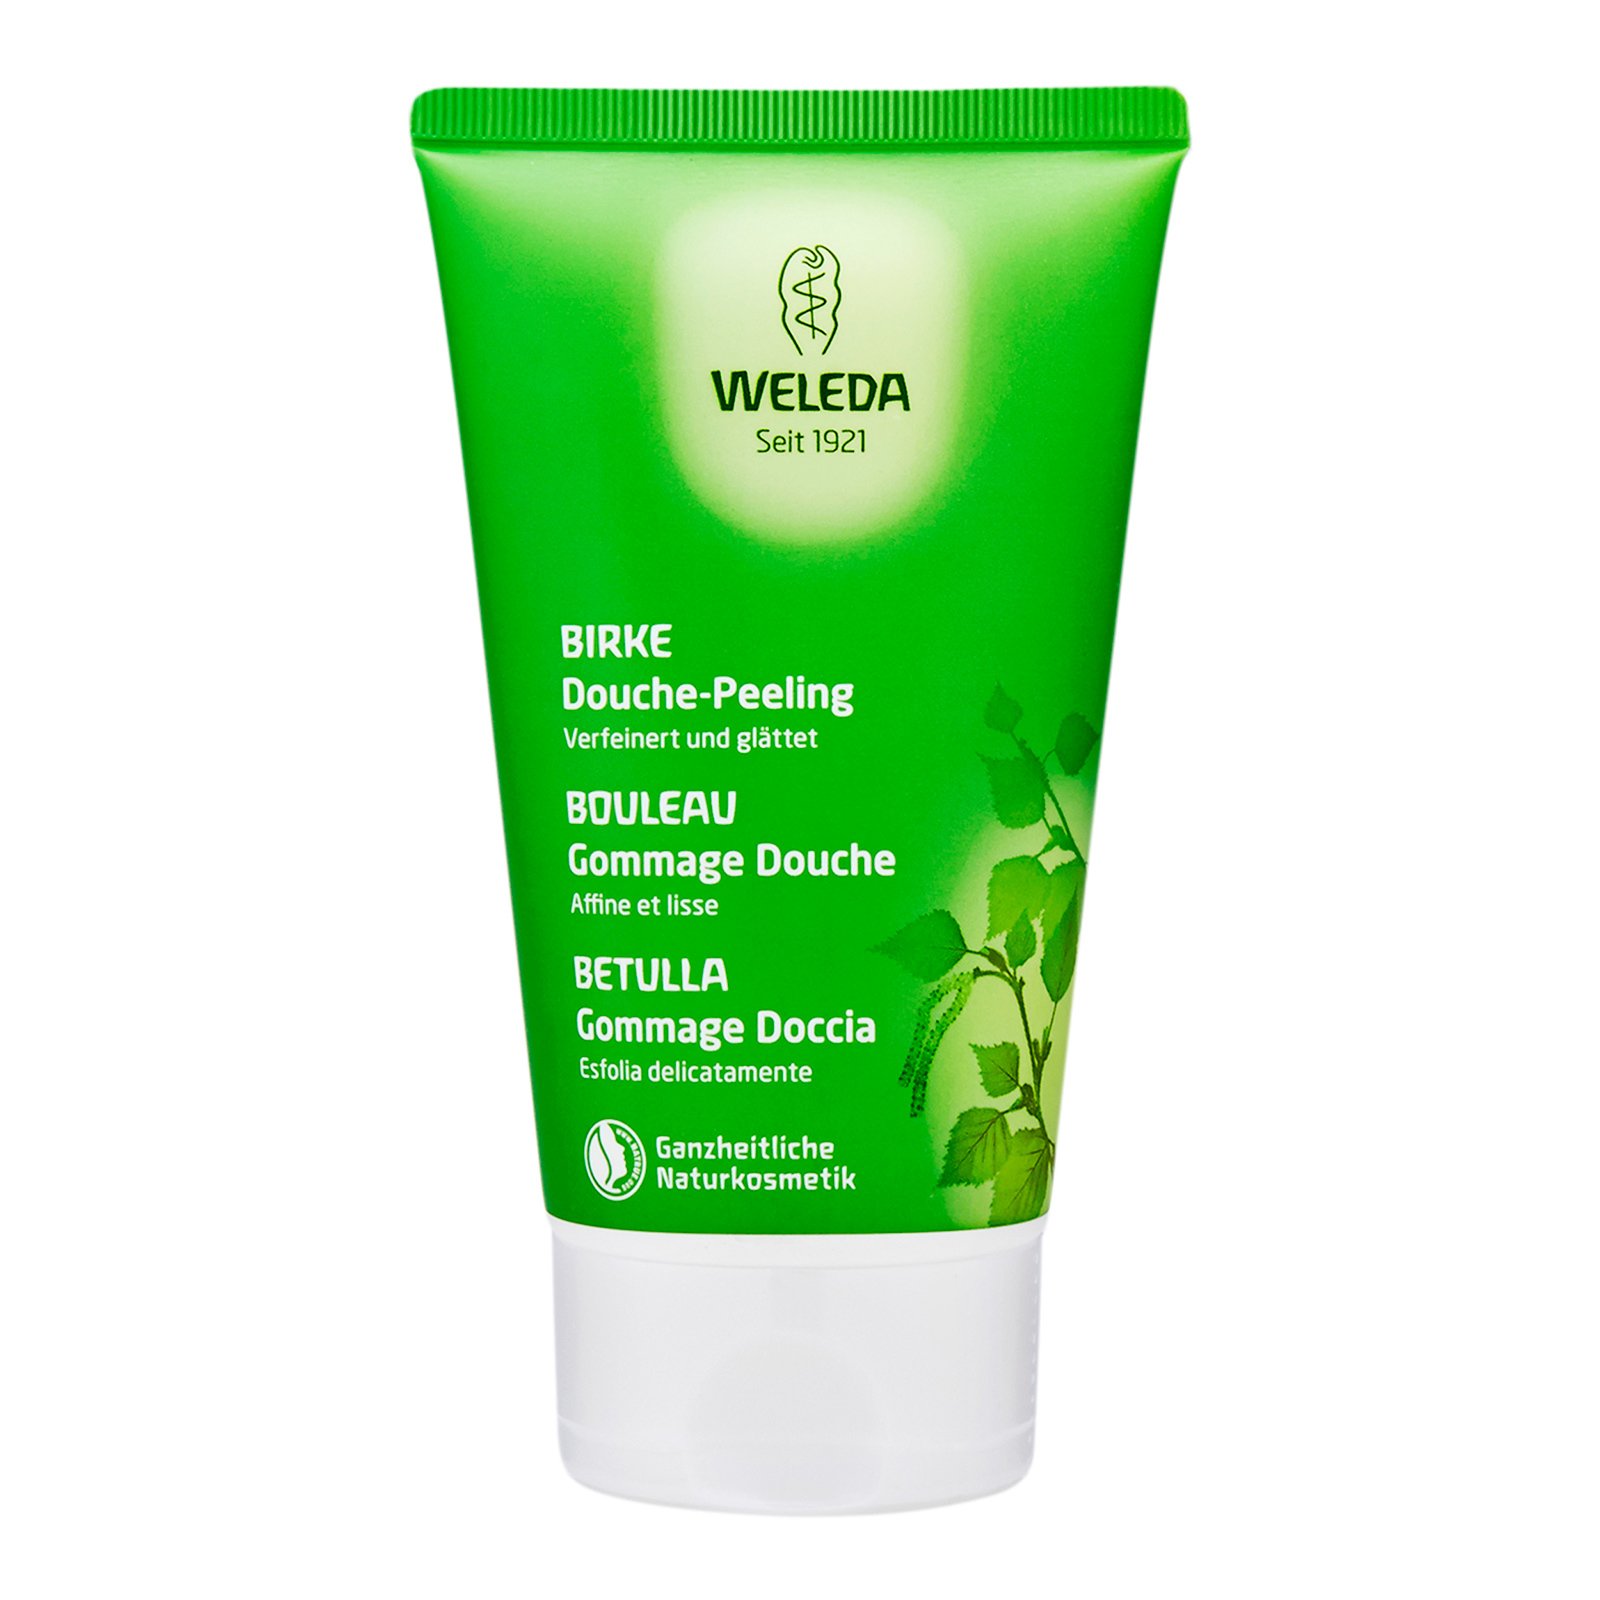 WELEDA
Seit 1921
BIRKE
Douche-Peeling
Verfeinert und glättet
BOULEAU
Gommage Douche
Affine et lisse
BETULLA
Gommage Doccia
Esfolia delicatamente
Ganzheitliche
Naturkosmetik